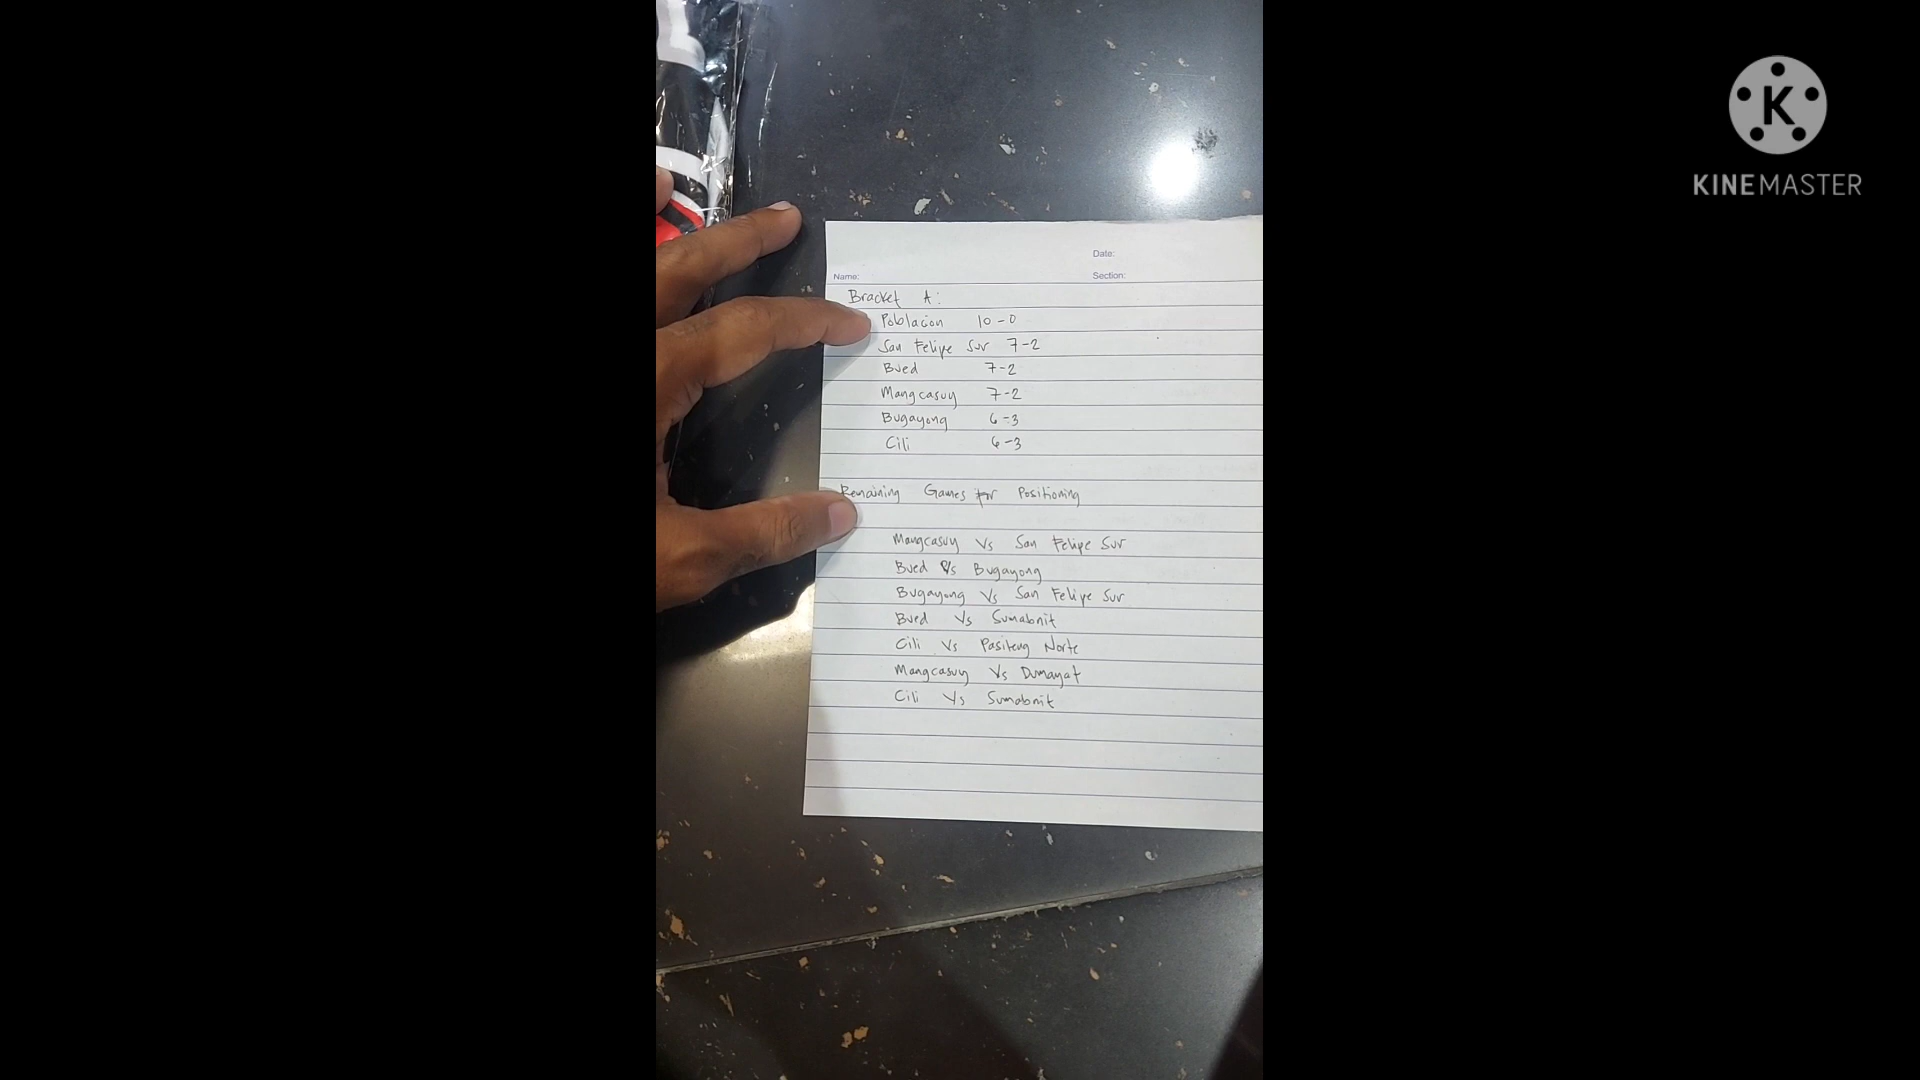 KINEMASTER
Date:
Name: Section:
Bracket A:
Poblacion 10-0
San Felipe Sur 7-2
Bued 7-2
Mangcasuy 7-2
Bugayong 6-3
Cili 6-3
Remaining Games for Positioning
Mangcasuy Vs San Felipe Sur
Bued Vs Bugayong
Bugayong Vs San Felipe Sur
Bued Vs Sumabnit
Cili Vs Pasileng Norte
Mangcasuy Vs Dumayat
Cili Vs Sumabnit